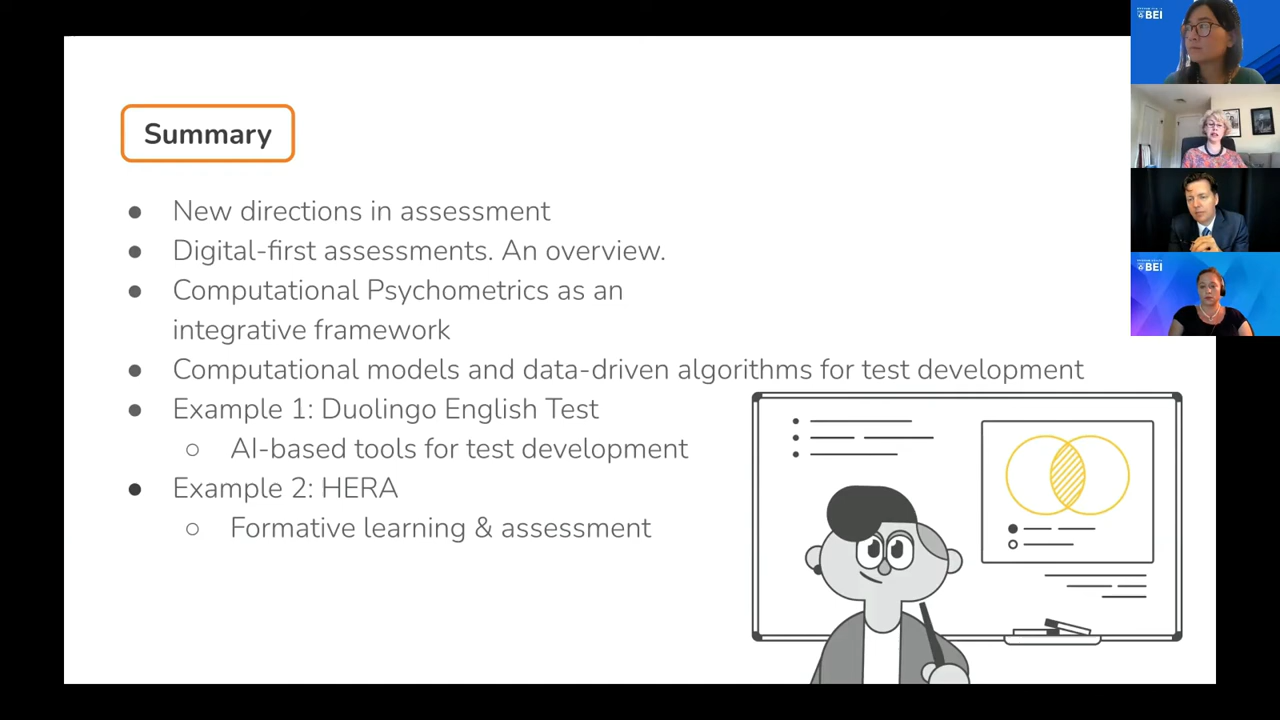 Summary
● New directions in assessment
● Digital-first assessments. An overview.
● Computational Psychometrics as an
integrative framework
● Computational models and data-driven algorithms for test development
● Example 1: Duolingo English Test
○ AI-based tools for test development
● Example 2: HERA
○ Formative learning & assessment
BEI
BEI